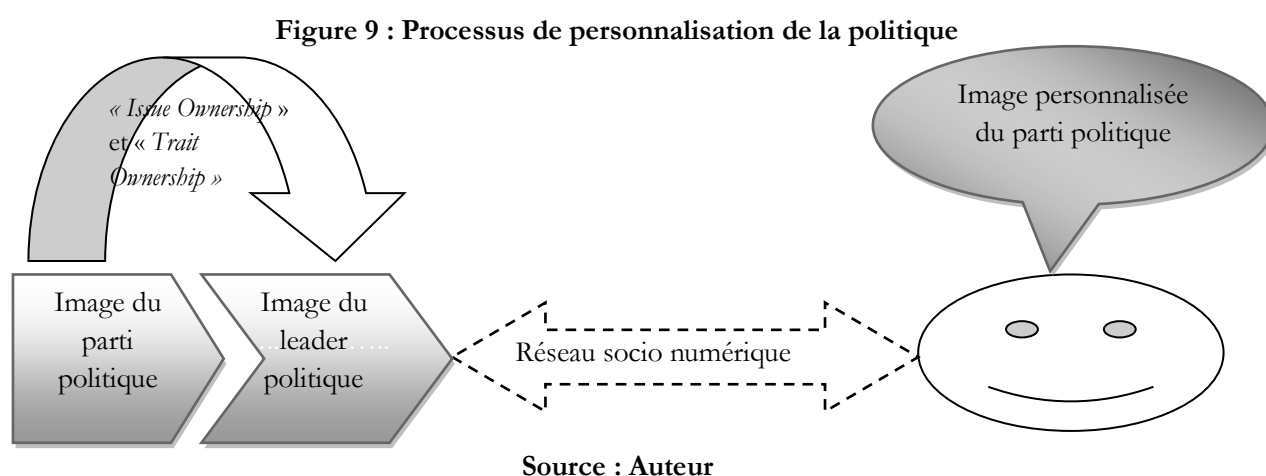 Figure 9 : Processus de personnalisation de la politique
« Issue Ownership »
et « Trait
Ownership »
Image personnalisée
du parti politique
Image du
parti
politique
Image du
...leader.....
politique
Réseau socio numérique
Source : Auteur